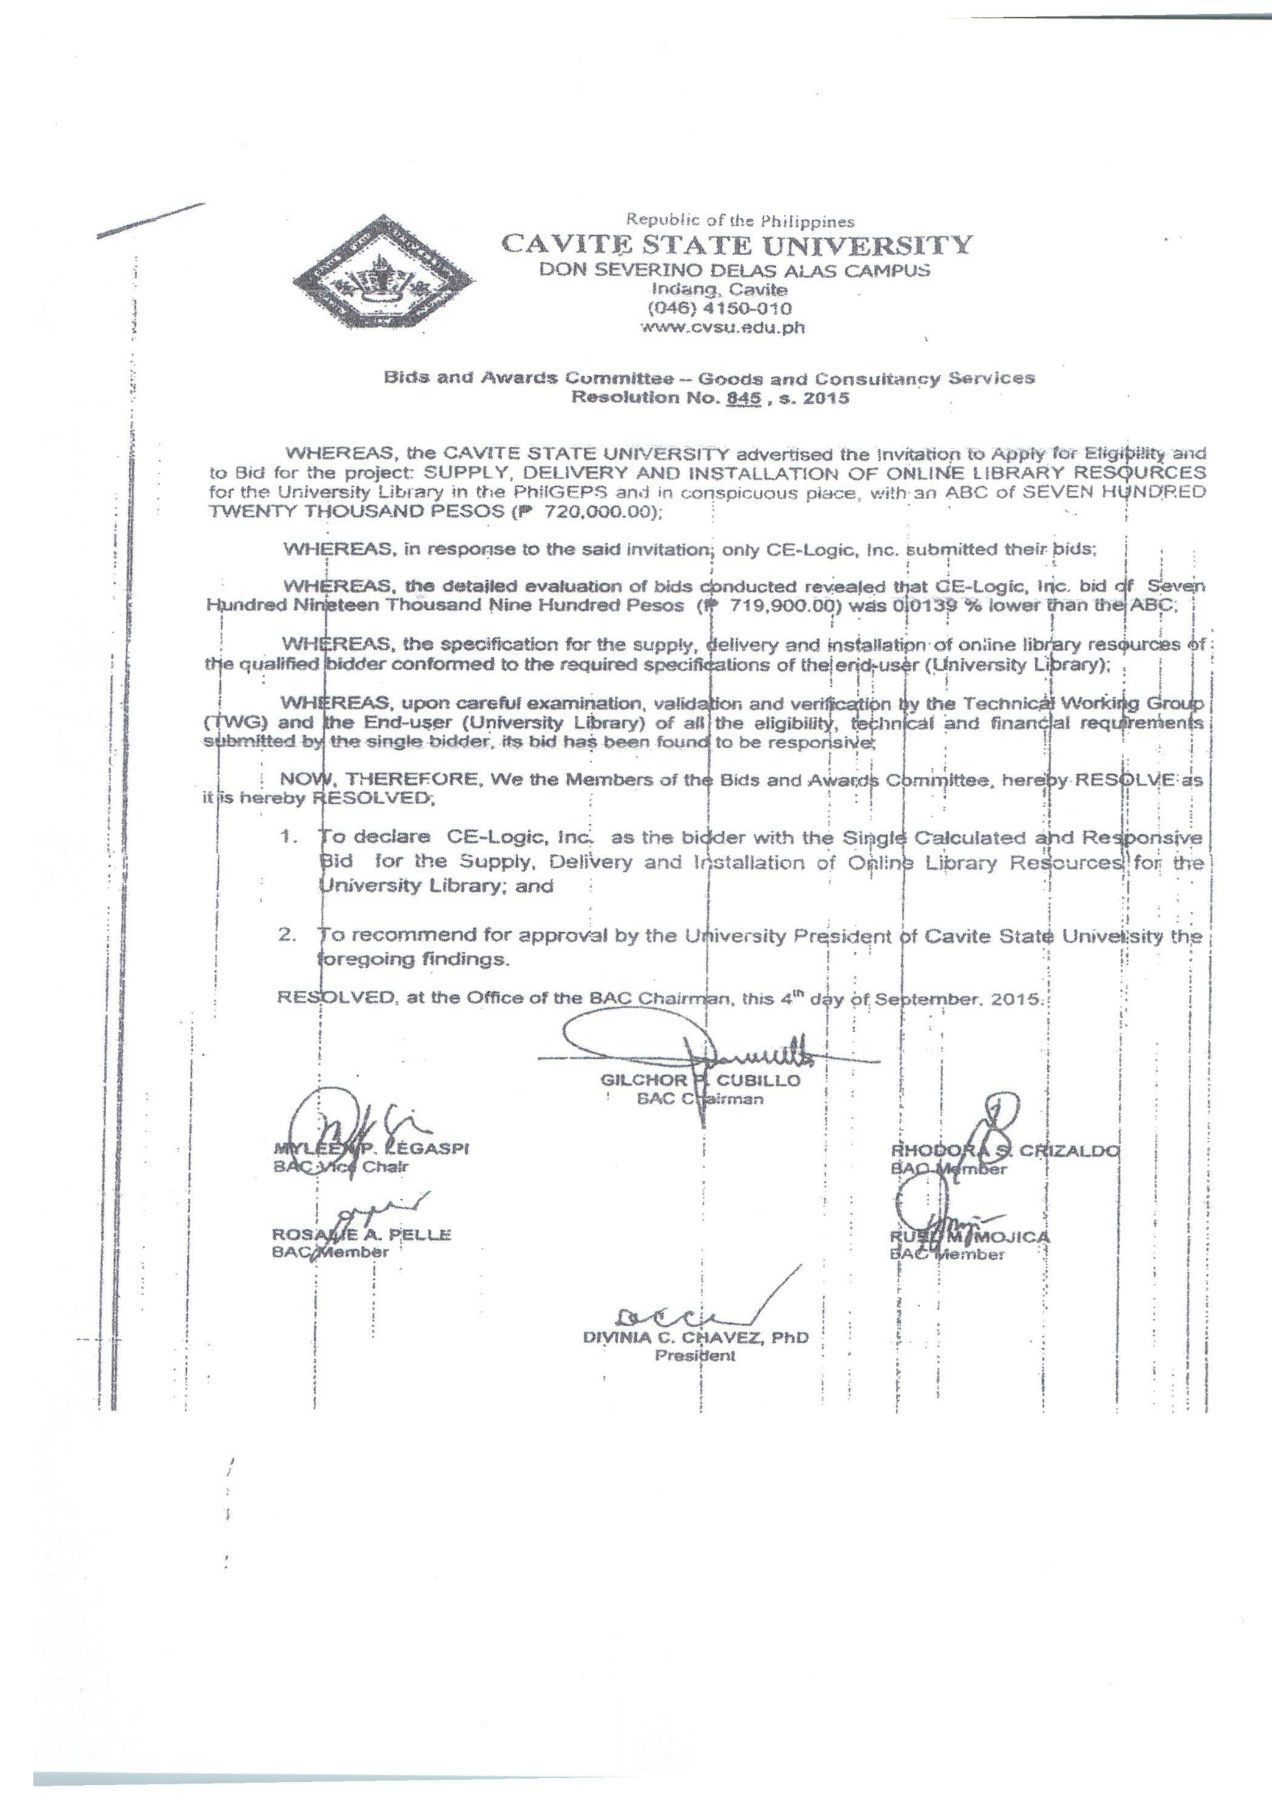 Republic of the Philippines
CAVITE STATE UNIVERSITY
DON SEVERINO DELAS ALAS CAMPUS
Indang, Cavite
(046) 4150-010
www.cvsu.edu.ph
Bids and Awards Committee – Goods and Consultancy Services
Resolution No. 845 , s. 2015
WHEREAS, the CAVITE STATE UNIVERSITY advertised the Invitation to Apply for Eligibility and
to Bid for the project: SUPPLY, DELIVERY AND INSTALLATION OF ONLINE LIBRARY RESOURCES
for the University Library in the PhilGEPS and in conspicuous place, with an ABC of SEVEN HUNDRED
TWENTY THOUSAND PESOS (₱ 720,000.00);
WHEREAS, in response to the said invitation; only CE-Logic, Inc. submitted their bids;
WHEREAS, the detailed evaluation of bids conducted revealed that CE-Logic, Inc. bid of Seven
Hundred Nineteen Thousand Nine Hundred Pesos (₱ 719,900.00) was 0.0139 % lower than the ABC;
WHEREAS, the specification for the supply, delivery and installation of online library resources of
the qualified bidder conformed to the required specifications of the end-user (University Library);
WHEREAS, upon careful examination, validation and verification by the Technical Working Group
(TWG) and the End-user (University Library) of all the eligibility, technical and financial requirements
submitted by the single bidder, its bid has been found to be responsive;
NOW, THEREFORE, We the Members of the Bids and Awards Committee, hereby RESOLVE as
it is hereby RESOLVED;
1. To declare CE-Logic, Inc. as the bidder with the Single Calculated and Responsive
Bid for the Supply, Delivery and Installation of Online Library Resources for the
University Library; and
2. To recommend for approval by the University President of Cavite State University the
foregoing findings.
RESOLVED, at the Office of the BAC Chairman, this 4th day of September, 2015.
GILCHOR P. CUBILLO
BAC Chairman
MYLEEN P. LEGASPI
BAC Vice Chair
RHODORA S. CRIZALDO
BAC Member
ROSALIE A. PELLE
BAC Member
M. MOJICA
BAC Member
DIVINIA C. CHAVEZ, PhD
President